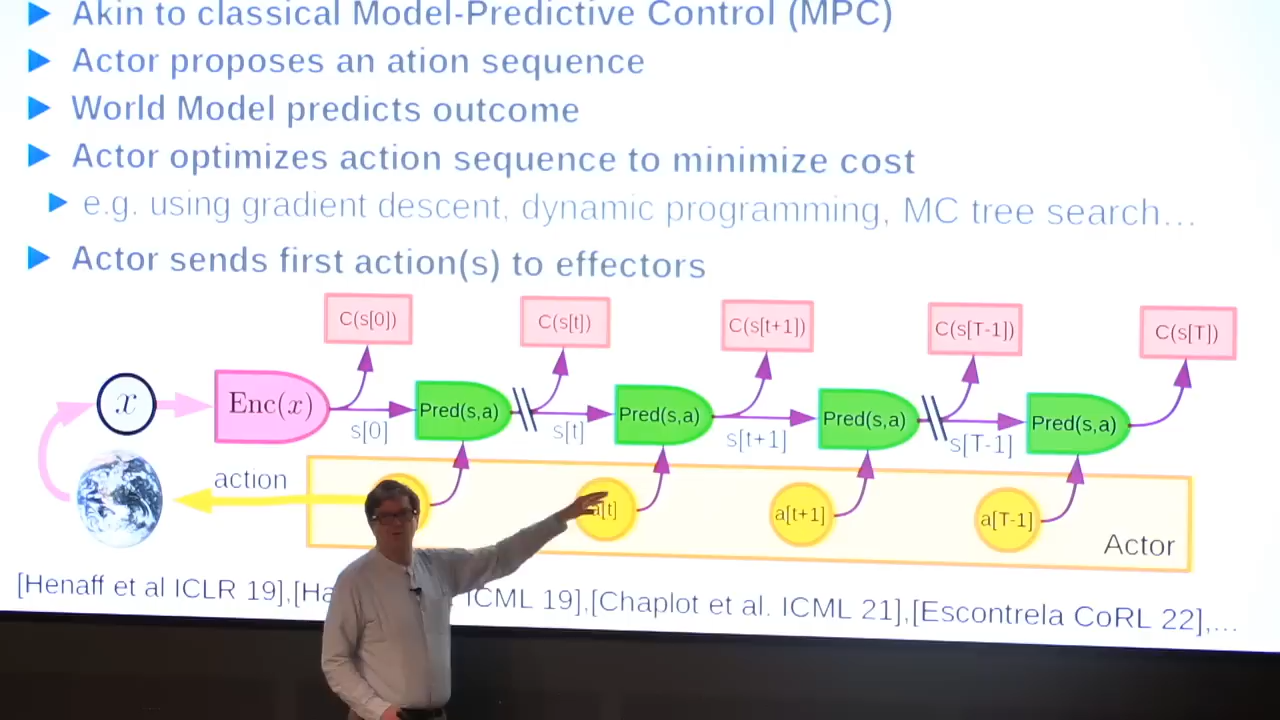 Akin to classical Model-Predictive Control (MPC)
Actor proposes an ation sequence
World Model predicts outcome
Actor optimizes action sequence to minimize cost
e.g. using gradient descent, dynamic programming, MC tree search...
Actor sends first action(s) to effectors
C(s[0]) C(s[t]) C(s[t+1]) C(s[T-1]) C(s[T])
x Enc(x) Pred(s,a) Pred(s,a) Pred(s,a) Pred(s,a)
s[0] s[t] s[t+1] s[T-1]
action
a[t] a[t+1] a[T-1]
Actor
[Henaff et al ICLR 19],[Ha ICML 19],[Chaplot et al. ICML 21],[Escontrela CoRL 22],...